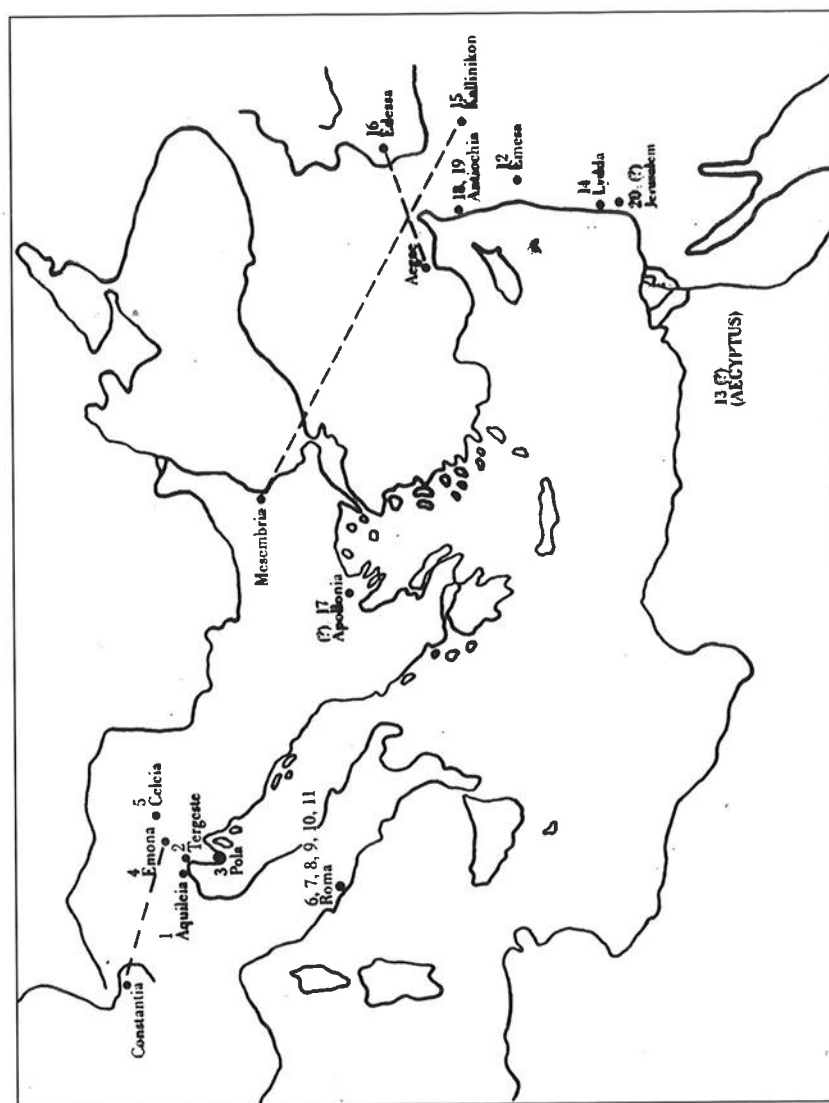 Constantia
1
Aquileia
4
Emona
5
Celeia
2
Tergeste
3
Pola
6, 7, 8, 9, 10, 11
Roma
(?) 17
Apollonia
Mesembria
Aegae
16
Edessa
15
Kallinikon
18, 19
Antiochia
12
Emesa
14
Lydda
20 (?)
Jerusalem
13 (?)
(AEGYPTUS)